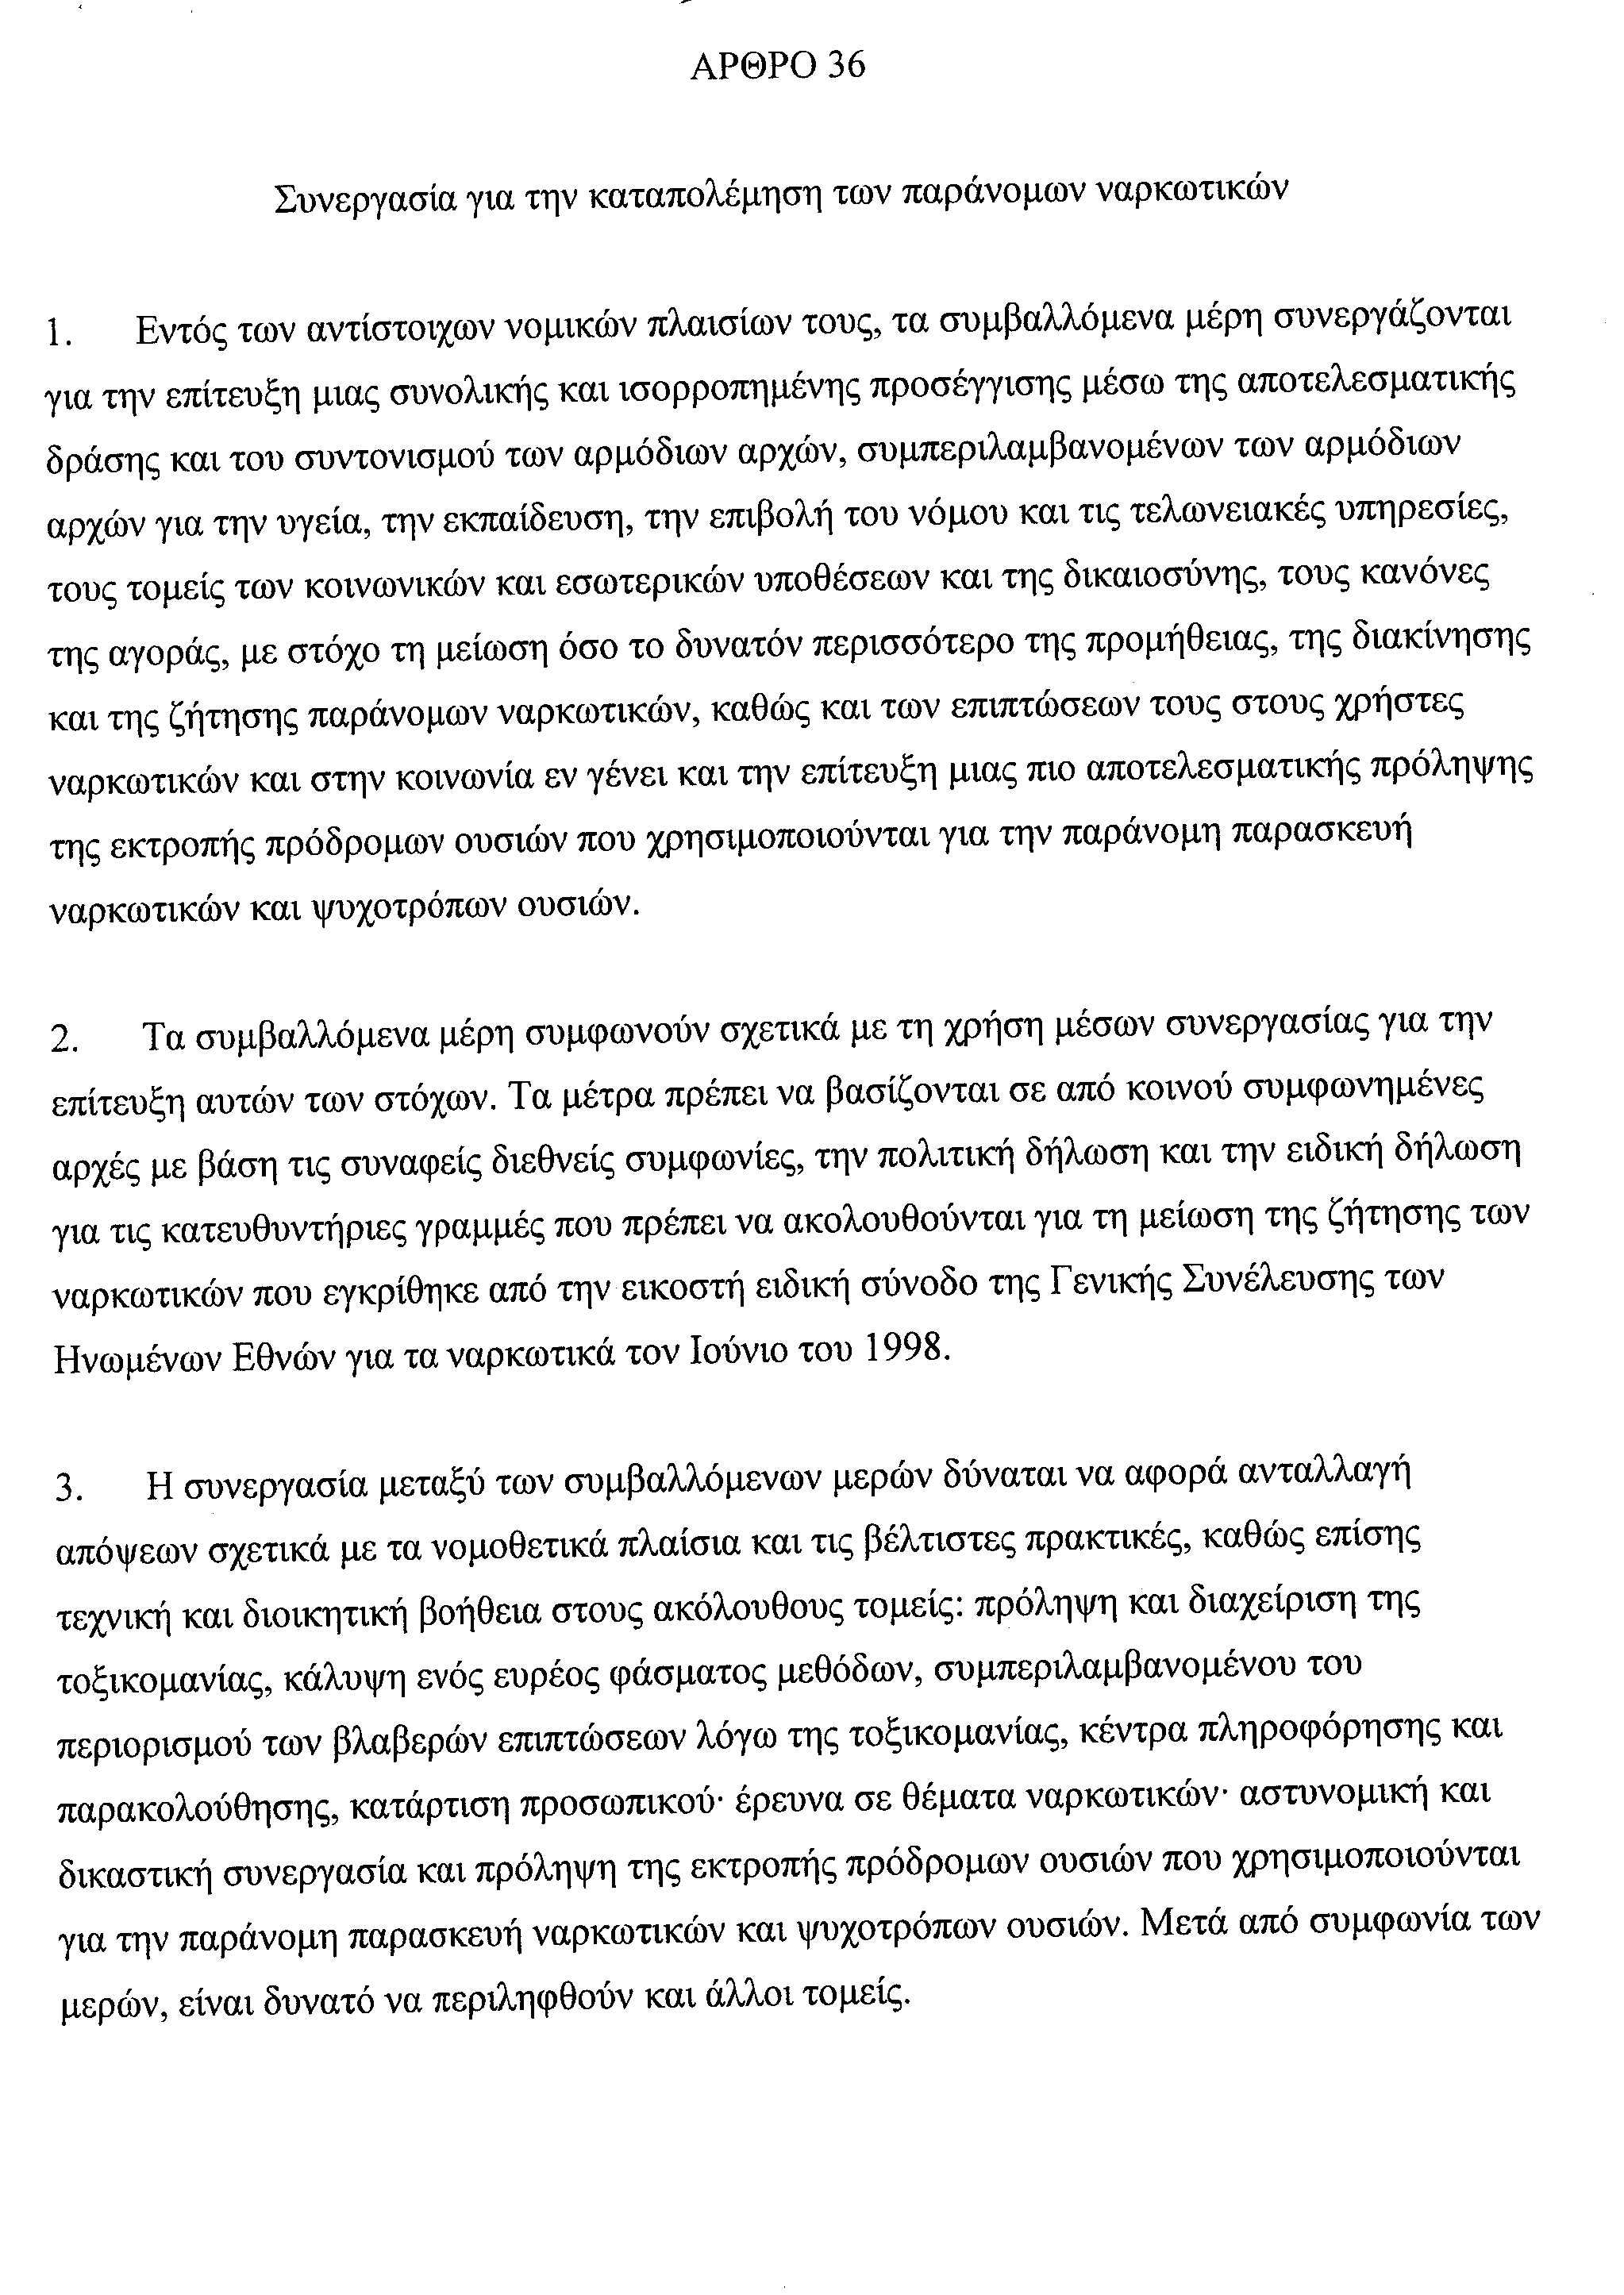 ΑΡΘΡΟ 36
Συνεργασία για την καταπολέμηση των παράνομων ναρκωτικών
1. Εντός των αντίστοιχων νομικών πλαισίων τους, τα συμβαλλόμενα μέρη συνεργάζονται
για την επίτευξη μιας συνολικής και ισορροπημένης προσέγγισης μέσω της αποτελεσματικής
δράσης και του συντονισμού των αρμόδιων αρχών, συμπεριλαμβανομένων των αρμόδιων
αρχών για την υγεία, την εκπαίδευση, την επιβολή του νόμου και τις τελωνειακές υπηρεσίες,
τους τομείς των κοινωνικών και εσωτερικών υποθέσεων και της δικαιοσύνης, τους κανόνες
της αγοράς, με στόχο τη μείωση όσο το δυνατόν περισσότερο της προμήθειας, της διακίνησης
και της ζήτησης παράνομων ναρκωτικών, καθώς και των επιπτώσεων τους στους χρήστες
ναρκωτικών και στην κοινωνία εν γένει και την επίτευξη μιας πιο αποτελεσματικής πρόληψης
της εκτροπής πρόδρομων ουσιών που χρησιμοποιούνται για την παράνομη παρασκευή
ναρκωτικών και ψυχοτρόπων ουσιών.
2. Τα συμβαλλόμενα μέρη συμφωνούν σχετικά με τη χρήση μέσων συνεργασίας για την
επίτευξη αυτών των στόχων. Τα μέτρα πρέπει να βασίζονται σε από κοινού συμφωνημένες
αρχές με βάση τις συναφείς διεθνείς συμφωνίες, την πολιτική δήλωση και την ειδική δήλωση
για τις κατευθυντήριες γραμμές που πρέπει να ακολουθούνται για τη μείωση της ζήτησης των
ναρκωτικών που εγκρίθηκε από την εικοστή ειδική σύνοδο της Γενικής Συνέλευσης των
Ηνωμένων Εθνών για τα ναρκωτικά τον Ιούνιο του 1998.
3. Η συνεργασία μεταξύ των συμβαλλόμενων μερών δύναται να αφορά ανταλλαγή
απόψεων σχετικά με τα νομοθετικά πλαίσια και τις βέλτιστες πρακτικές, καθώς επίσης
τεχνική και διοικητική βοήθεια στους ακόλουθους τομείς: πρόληψη και διαχείριση της
τοξικομανίας, κάλυψη ενός ευρέος φάσματος μεθόδων, συμπεριλαμβανομένου του
περιορισμού των βλαβερών επιπτώσεων λόγω της τοξικομανίας, κέντρα πληροφόρησης και
παρακολούθησης, κατάρτιση προσωπικού· έρευνα σε θέματα ναρκωτικών· αστυνομική και
δικαστική συνεργασία και πρόληψη της εκτροπής πρόδρομων ουσιών που χρησιμοποιούνται
για την παράνομη παρασκευή ναρκωτικών και ψυχοτρόπων ουσιών. Μετά από συμφωνία των
μερών, είναι δυνατό να περιληφθούν και άλλοι τομείς.